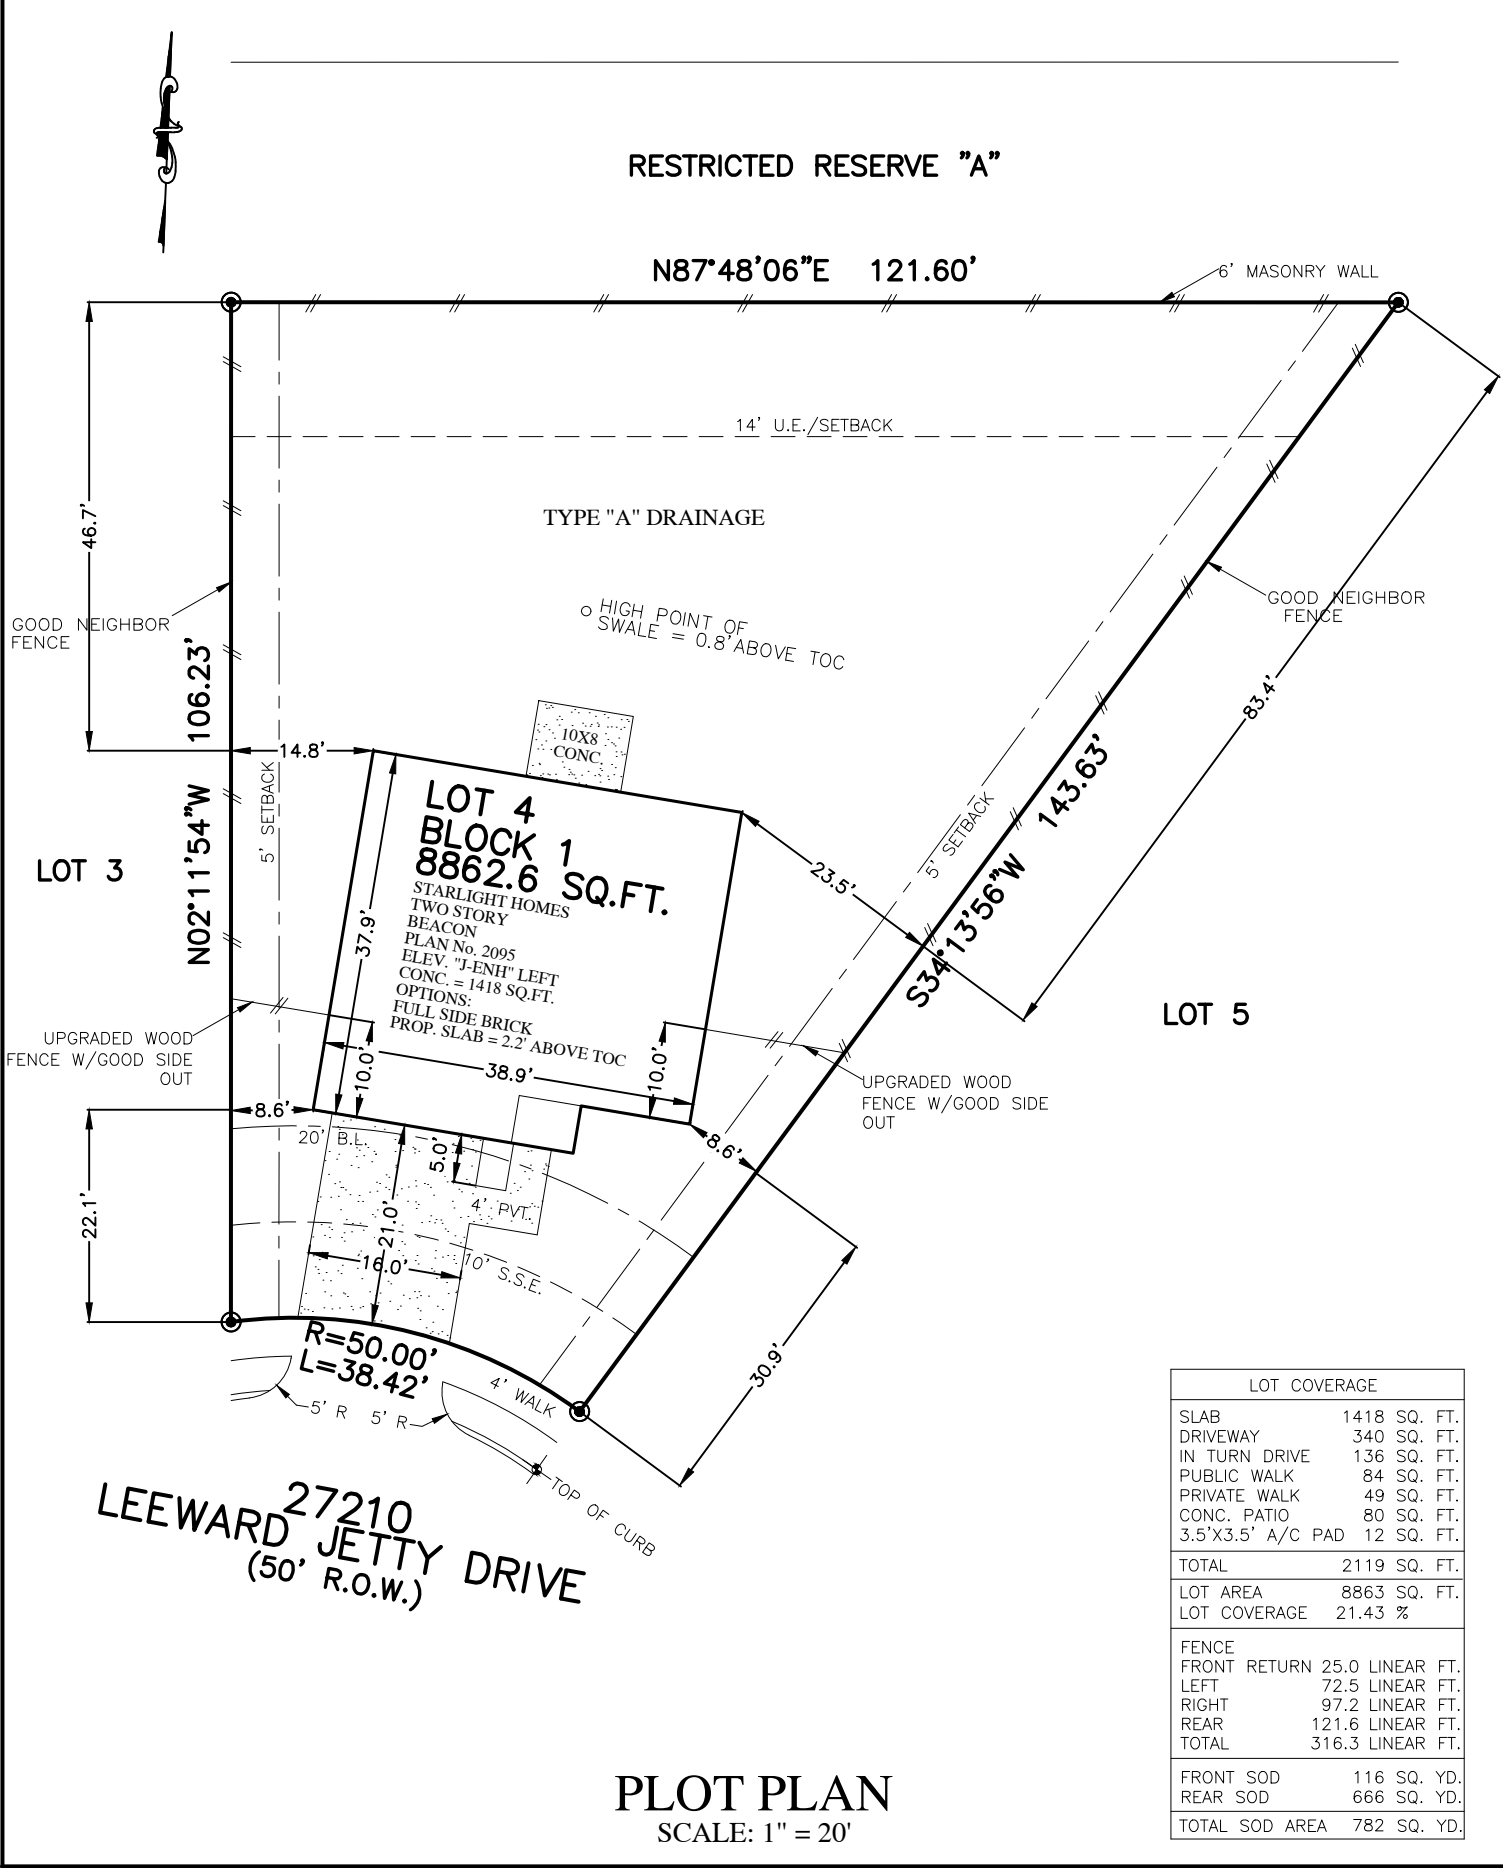 RESTRICTED RESERVE "A"
N87°48'06"E 121.60'
6' MASONRY WALL
14' U.E./SETBACK
TYPE "A" DRAINAGE
HIGH POINT OF
SWALE = 0.8' ABOVE TOC
46.7'
GOOD NEIGHBOR
FENCE
N02°11'54"W 106.23'
GOOD NEIGHBOR
FENCE
83.4'
14.8'
10X8
CONC.
5' SETBACK
LOT 3
LOT 4
BLOCK 1
8862.6 SQ.FT.
STARLIGHT HOMES
TWO STORY
BEACON
PLAN No. 2095
ELEV. "J-ENH" LEFT
CONC. = 1418 SQ.FT.
OPTIONS:
FULL SIDE BRICK
PROP. SLAB = 2.2' ABOVE TOC
37.9'
23.5'
5' SETBACK
S34°13'56"W 143.63'
LOT 5
UPGRADED WOOD
FENCE W/GOOD SIDE
OUT
10.0'
38.9'
10.0'
UPGRADED WOOD
FENCE W/GOOD SIDE
OUT
8.6'
20' B.L.
5.0'
8.6'
22.1'
4' PVT.
21.0'
16.0'
10' S.S.E.
30.9'
R=50.00'
L=38.42'
4' WALK
5' R
5' R
TOP OF CURB
27210
LEEWARD JETTY DRIVE
(50' R.O.W.)
LOT COVERAGE
SLAB 1418 SQ. FT.
DRIVEWAY 340 SQ. FT.
IN TURN DRIVE 136 SQ. FT.
PUBLIC WALK 84 SQ. FT.
PRIVATE WALK 49 SQ. FT.
CONC. PATIO 80 SQ. FT.
3.5'X3.5' A/C PAD 12 SQ. FT.
TOTAL 2119 SQ. FT.
LOT AREA 8863 SQ. FT.
LOT COVERAGE 21.43 %
FENCE
FRONT RETURN 25.0 LINEAR FT.
LEFT 72.5 LINEAR FT.
RIGHT 97.2 LINEAR FT.
REAR 121.6 LINEAR FT.
TOTAL 316.3 LINEAR FT.
FRONT SOD 116 SQ. YD.
REAR SOD 666 SQ. YD.
TOTAL SOD AREA 782 SQ. YD.
PLOT PLAN
SCALE: 1" = 20'